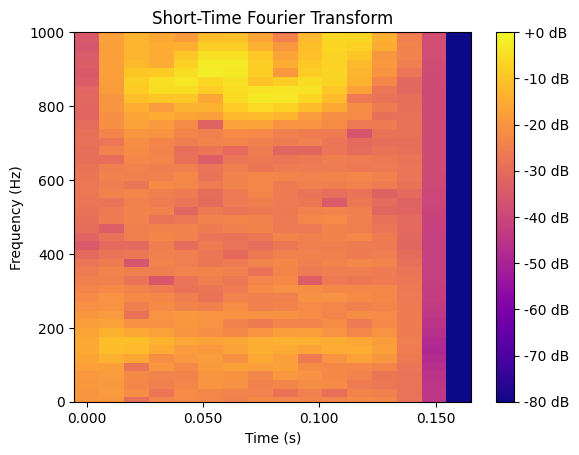 Short-Time Fourier Transform
1000
800
600
400
200
0
Frequency (Hz)
0.000
0.050
0.100
0.150
Time (s)
+0 dB
-10 dB
-20 dB
-30 dB
-40 dB
-50 dB
-60 dB
-70 dB
-80 dB